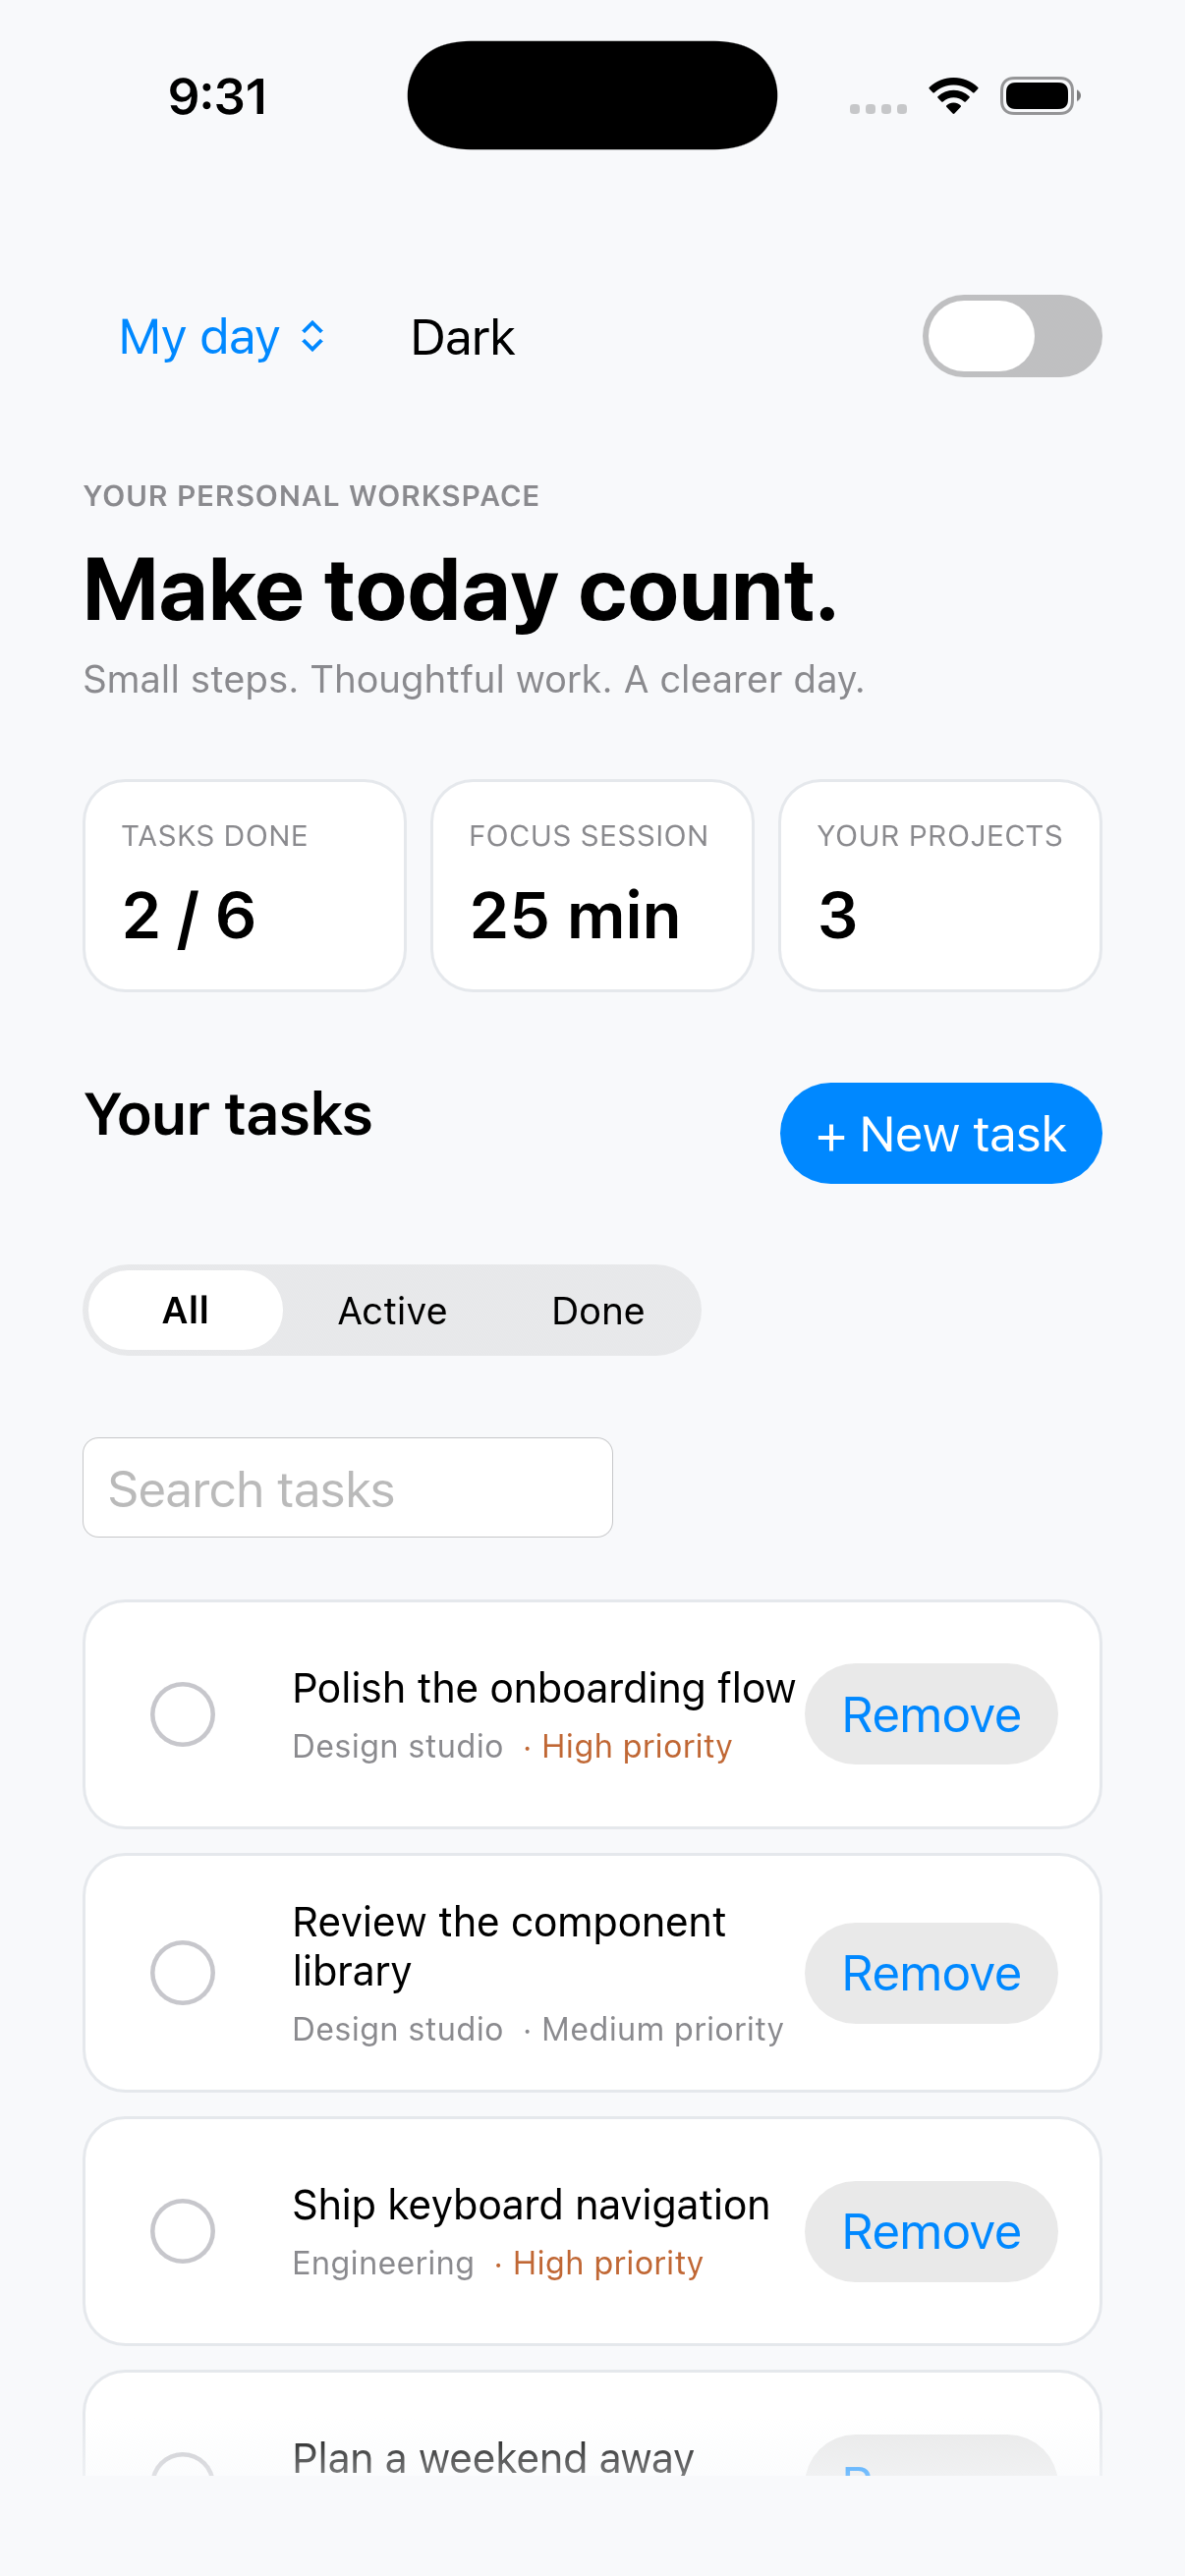 9:31
My day Dark
YOUR PERSONAL WORKSPACE
Make today count.
Small steps. Thoughtful work. A clearer day.
TASKS DONE
2 / 6
FOCUS SESSION
25 min
YOUR PROJECTS
3
Your tasks
+ New task
All Active Done
Search tasks
Polish the onboarding flow
Design studio · High priority
Remove
Review the component
library
Design studio · Medium priority
Remove
Ship keyboard navigation
Engineering · High priority
Remove
Plan a weekend away